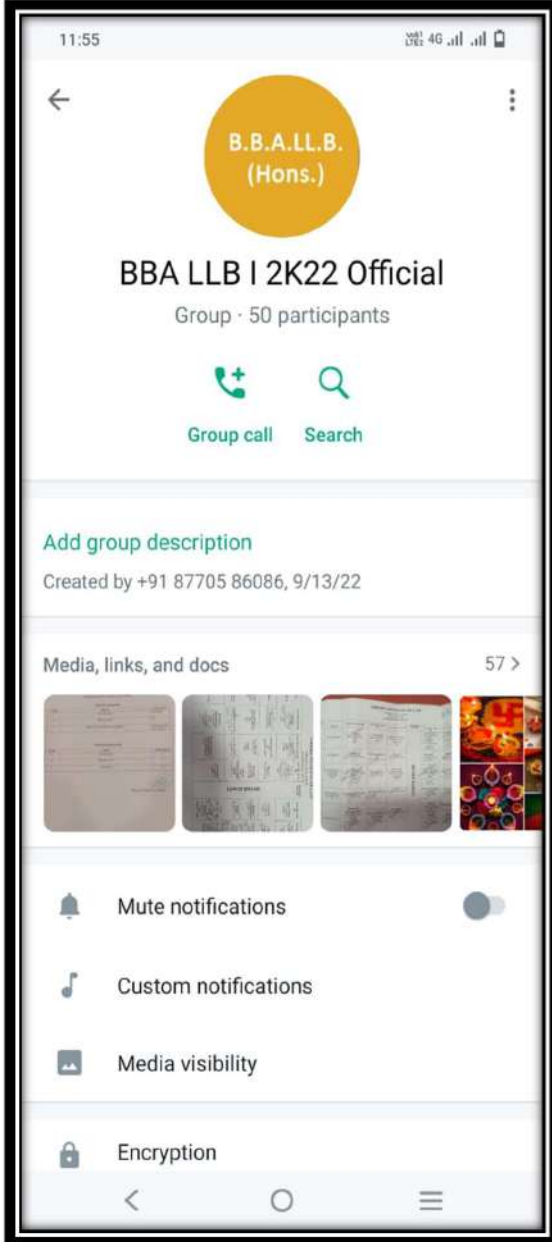 11:55
4G
B.B.A.LL.B.
(Hons.)
BBA LLB I 2K22 Official
Group · 50 participants
Group call Search
Add group description
Created by +91 87705 86086, 9/13/22
Media, links, and docs 57 >
Mute notifications
Custom notifications
Media visibility
Encryption